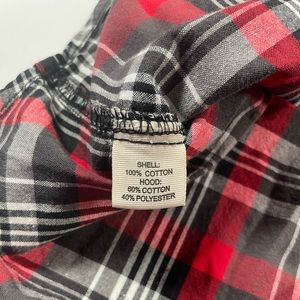 SHELL:
100% COTTON
HOOD:
60% COTTON
40% POLYESTER